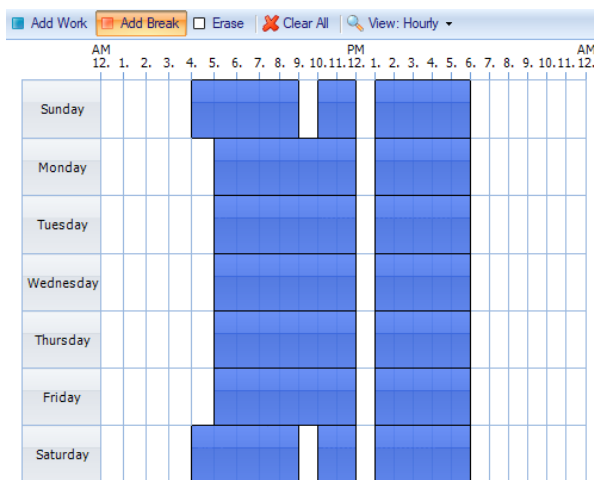 Add Work Add Break Erase Clear All View: Hourly
AM PM AM
12. 1. 2. 3. 4. 5. 6. 7. 8. 9. 10. 11. 12. 1. 2. 3. 4. 5. 6. 7. 8. 9. 10. 11. 12.
Sunday
Monday
Tuesday
Wednesday
Thursday
Friday
Saturday